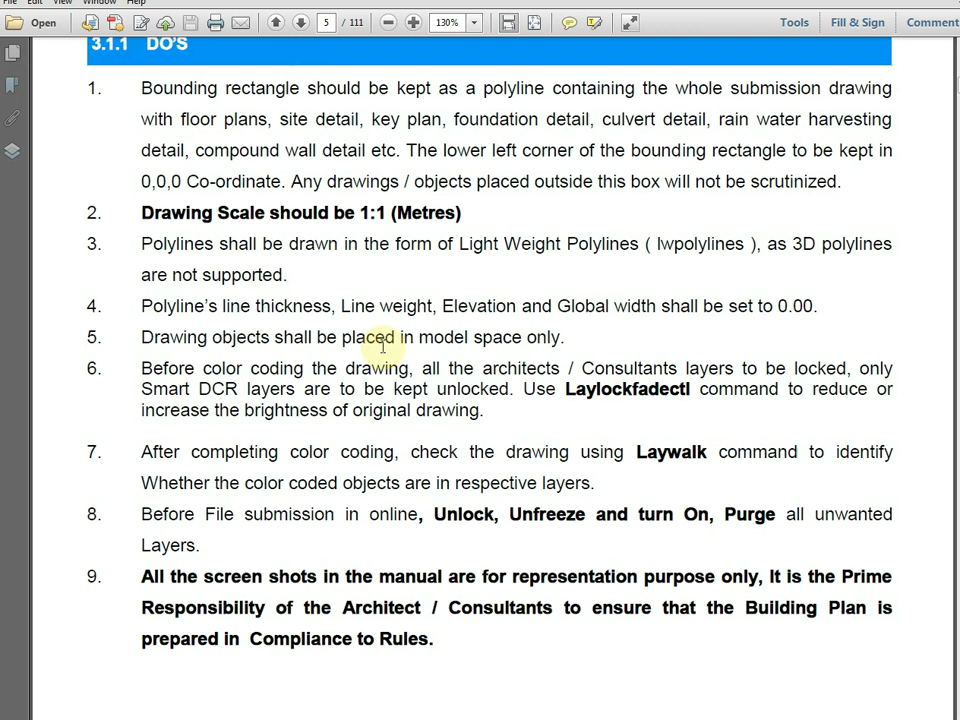 File Edit View Window Help
Open 5 / 111 130% Tools Fill & Sign Comment
3.1.1 DO'S
1. Bounding rectangle should be kept as a polyline containing the whole submission drawing
with floor plans, site detail, key plan, foundation detail, culvert detail, rain water harvesting
detail, compound wall detail etc. The lower left corner of the bounding rectangle to be kept in
0,0,0 Co-ordinate. Any drawings / objects placed outside this box will not be scrutinized.
2. Drawing Scale should be 1:1 (Metres)
3. Polylines shall be drawn in the form of Light Weight Polylines ( lwpolylines ), as 3D polylines
are not supported.
4. Polyline's line thickness, Line weight, Elevation and Global width shall be set to 0.00.
5. Drawing objects shall be placed in model space only.
6. Before color coding the drawing, all the architects / Consultants layers to be locked, only
Smart DCR layers are to be kept unlocked. Use Laylockfadectl command to reduce or
increase the brightness of original drawing.
7. After completing color coding, check the drawing using Laywalk command to identify
Whether the color coded objects are in respective layers.
8. Before File submission in online, Unlock, Unfreeze and turn On, Purge all unwanted
Layers.
9. All the screen shots in the manual are for representation purpose only, It is the Prime
Responsibility of the Architect / Consultants to ensure that the Building Plan is
prepared in Compliance to Rules.